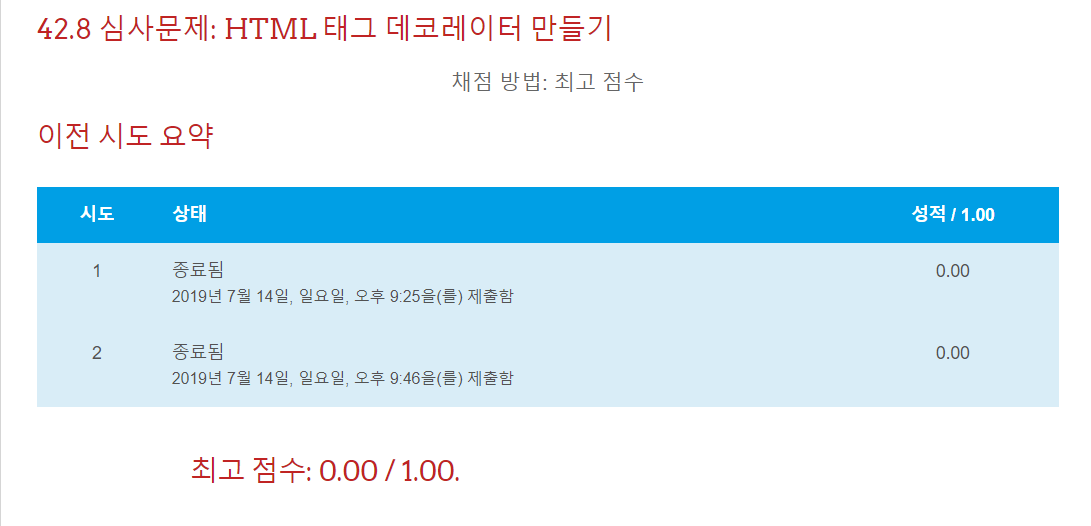 42.8 심사문제: HTML 태그 데코레이터 만들기
채점 방법: 최고 점수
이전 시도 요약
시도 상태 성적 / 1.00
1 종료됨 0.00
2019년 7월 14일, 일요일, 오후 9:25을(를) 제출함
2 종료됨 0.00
2019년 7월 14일, 일요일, 오후 9:46을(를) 제출함
최고 점수: 0.00 / 1.00.